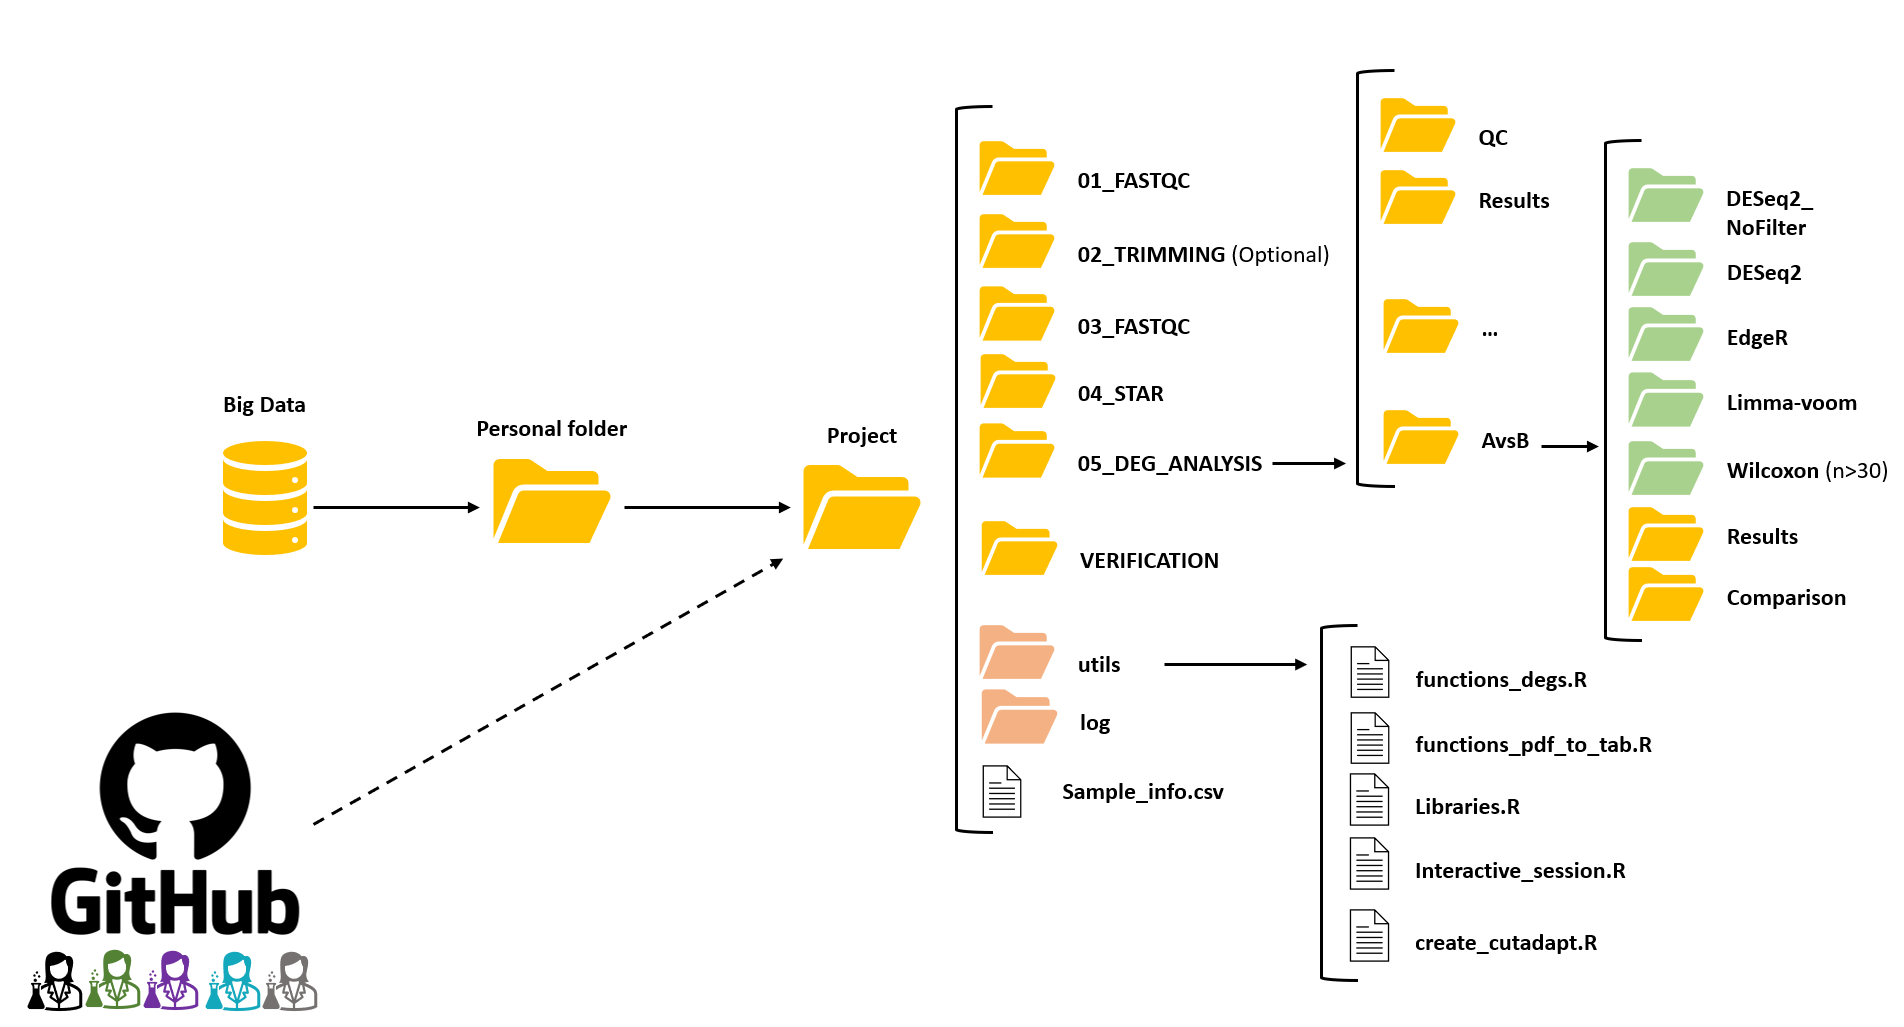 Big Data
Personal folder
Project
GitHub
01_FASTQC
02_TRIMMING (Optional)
03_FASTQC
04_STAR
05_DEG_ANALYSIS
VERIFICATION
utils
log
Sample_info.csv
QC
Results
...
AvsB
DESeq2_
NoFilter
DESeq2
EdgeR
Limma-voom
Wilcoxon (n>30)
Results
Comparison
functions_degs.R
functions_pdf_to_tab.R
Libraries.R
Interactive_session.R
create_cutadapt.R